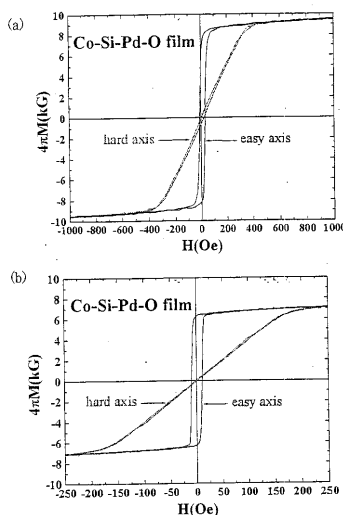 (a)
10
8
6
4
2
0
-2
-4
-6
-8
-10
4πM(kG)
Co-Si-Pd-O film
hard axis
easy axis
-1000 -800 -600 -400 -200 0 200 400 600 800 1000
H(Oe)
(b)
10
8
6
4
2
0
-2
-4
-6
-8
-10
4πM(kG)
Co-Si-Pd-O film
hard axis
easy axis
-250 -200 -150 -100 -50 0 50 100 150 200 250
H(Oe)